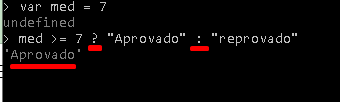 > var med = 7
undefined
> med >= 7 ? "Aprovado" : "reprovado"
'Aprovado'